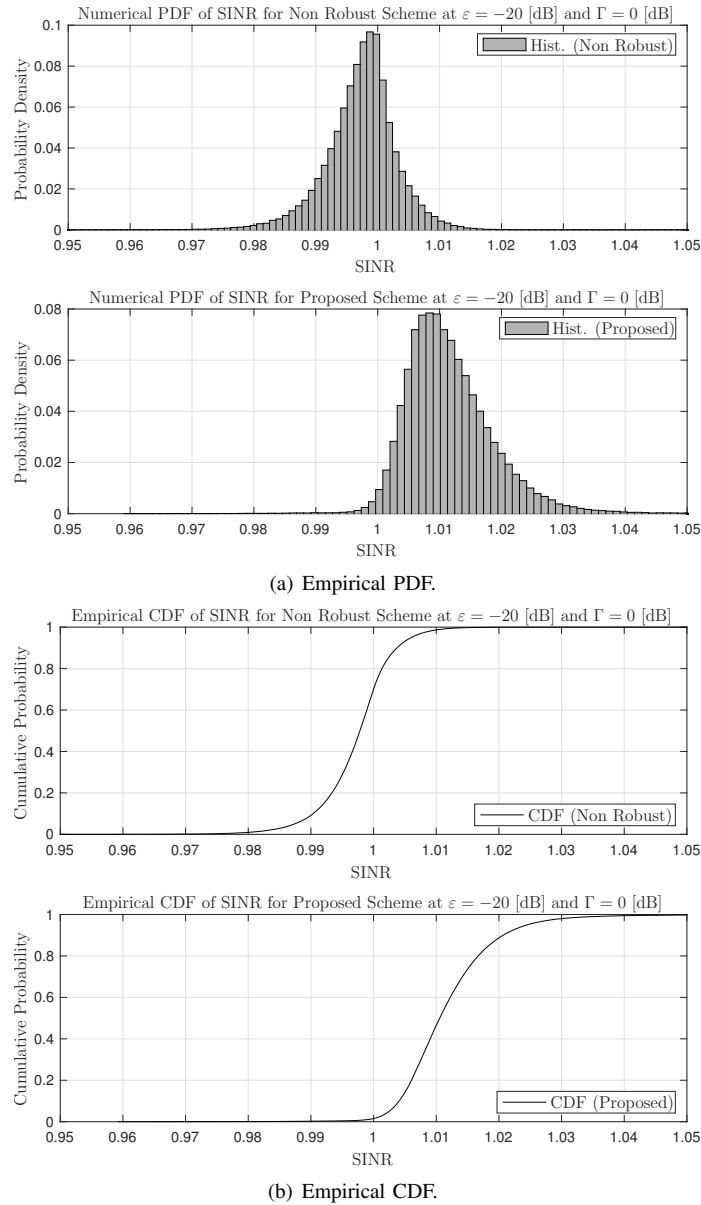 Numerical PDF of SINR for Non Robust Scheme at ε = −20 [dB] and Γ = 0 [dB]
0.1
0.08
0.06
0.04
0.02
0
Probability Density
Hist. (Non Robust)
0.95 0.96 0.97 0.98 0.99 1 1.01 1.02 1.03 1.04 1.05
SINR
Numerical PDF of SINR for Proposed Scheme at ε = −20 [dB] and Γ = 0 [dB]
0.08
0.06
0.04
0.02
0
Probability Density
Hist. (Proposed)
0.95 0.96 0.97 0.98 0.99 1 1.01 1.02 1.03 1.04 1.05
SINR
(a) Empirical PDF.
Empirical CDF of SINR for Non Robust Scheme at ε = −20 [dB] and Γ = 0 [dB]
1
0.8
0.6
0.4
0.2
0
Cumulative Probability
CDF (Non Robust)
0.95 0.96 0.97 0.98 0.99 1 1.01 1.02 1.03 1.04 1.05
SINR
Empirical CDF of SINR for Proposed Scheme at ε = −20 [dB] and Γ = 0 [dB]
1
0.8
0.6
0.4
0.2
0
Cumulative Probability
CDF (Proposed)
0.95 0.96 0.97 0.98 0.99 1 1.01 1.02 1.03 1.04 1.05
SINR
(b) Empirical CDF.